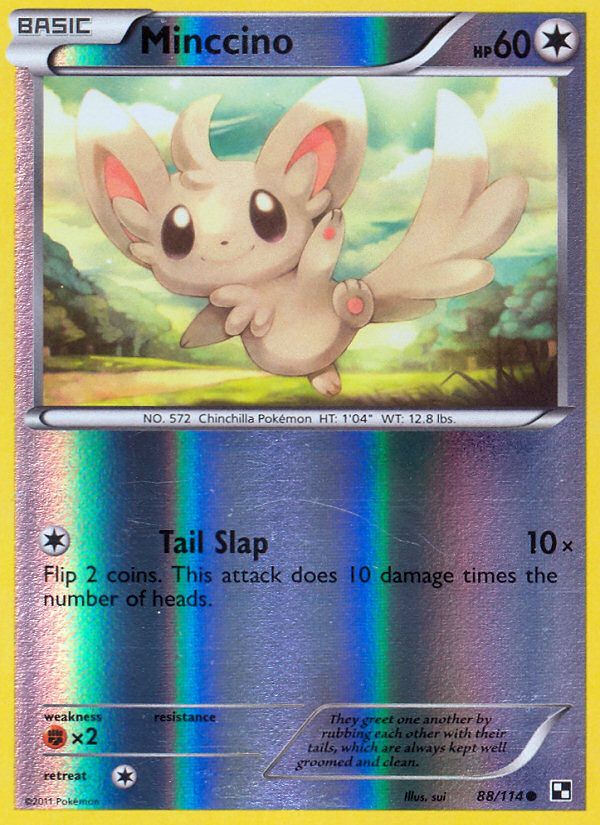 BASIC
Minccino
HP60
NO. 572 Chinchilla Pokémon HT: 1'04" WT: 12.8 lbs.
Tail Slap 10×
Flip 2 coins. This attack does 10 damage times the
number of heads.
weakness resistance
×2
They greet one another by
rubbing each other with their
tails, which are always kept well
groomed and clean.
retreat
©2011 Pokémon
Illus. sui 88/114